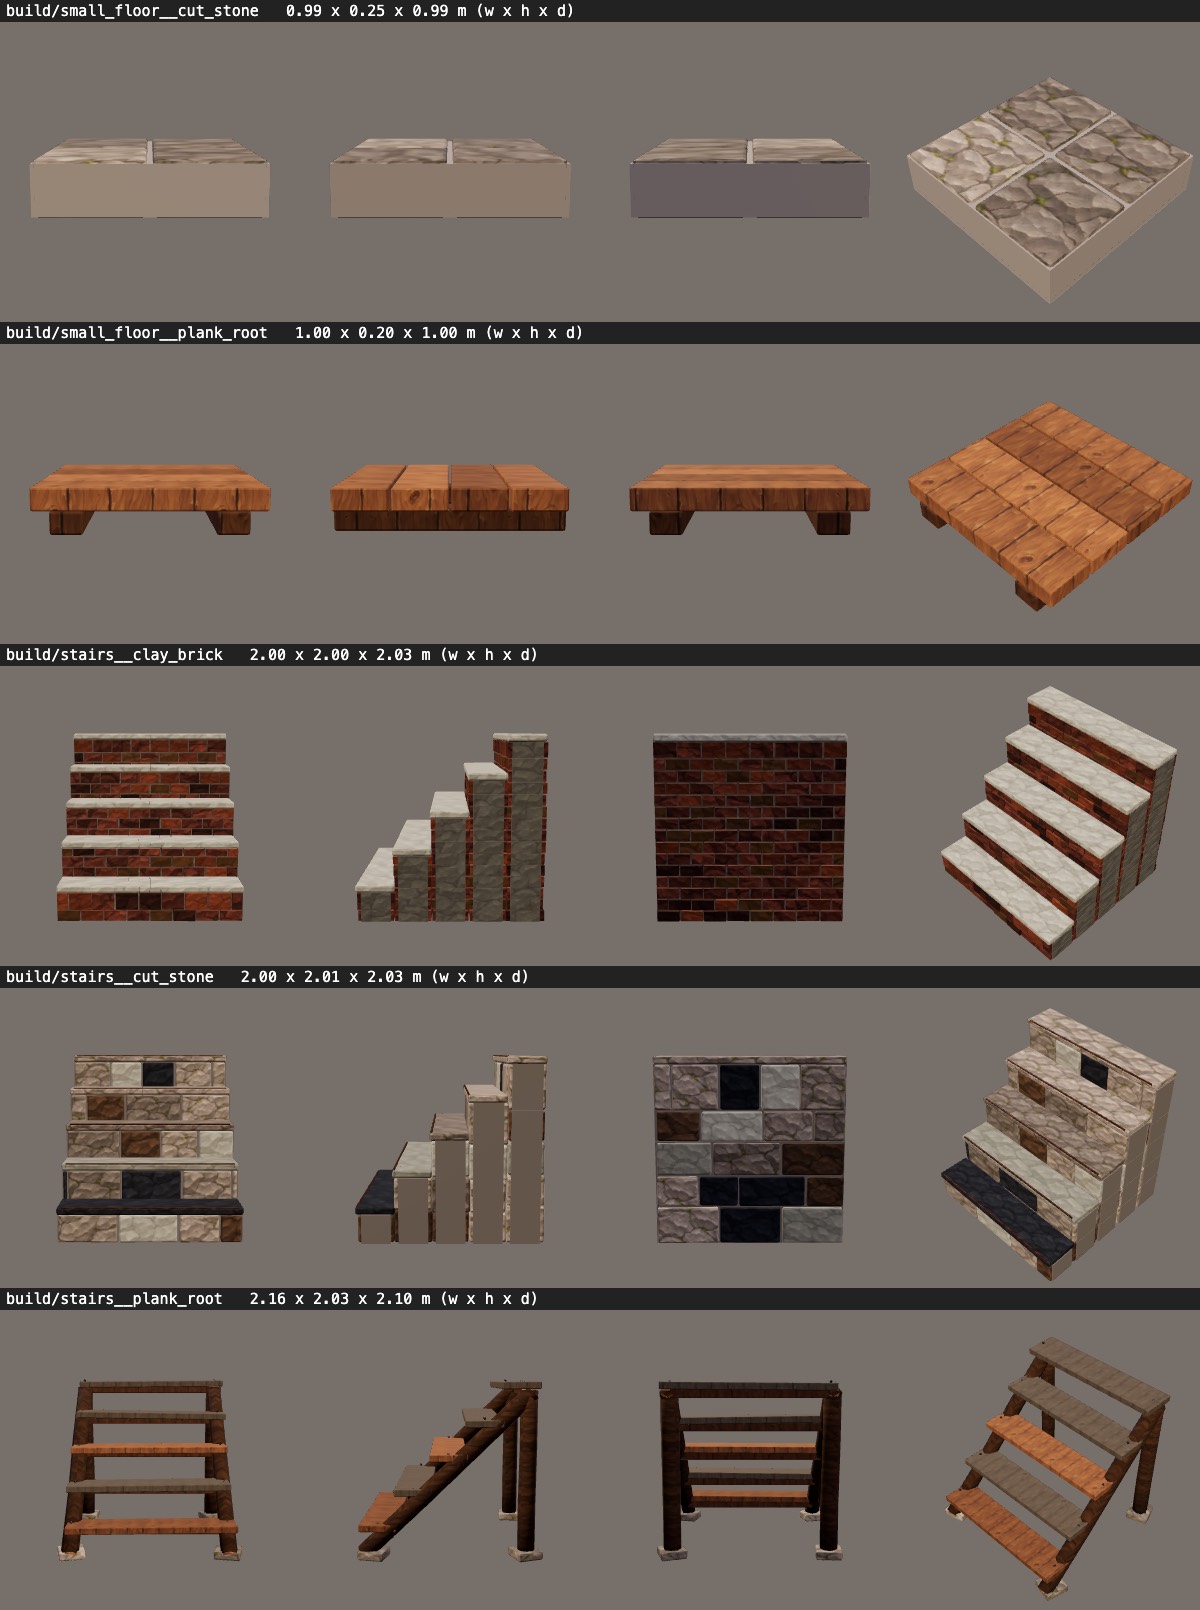 build/small_floor__cut_stone   0.99 x 0.25 x 0.99 m (w x h x d)
build/small_floor__plank_root   1.00 x 0.20 x 1.00 m (w x h x d)
build/stairs__clay_brick   2.00 x 2.00 x 2.03 m (w x h x d)
build/stairs__cut_stone   2.00 x 2.01 x 2.03 m (w x h x d)
build/stairs__plank_root   2.16 x 2.03 x 2.10 m (w x h x d)